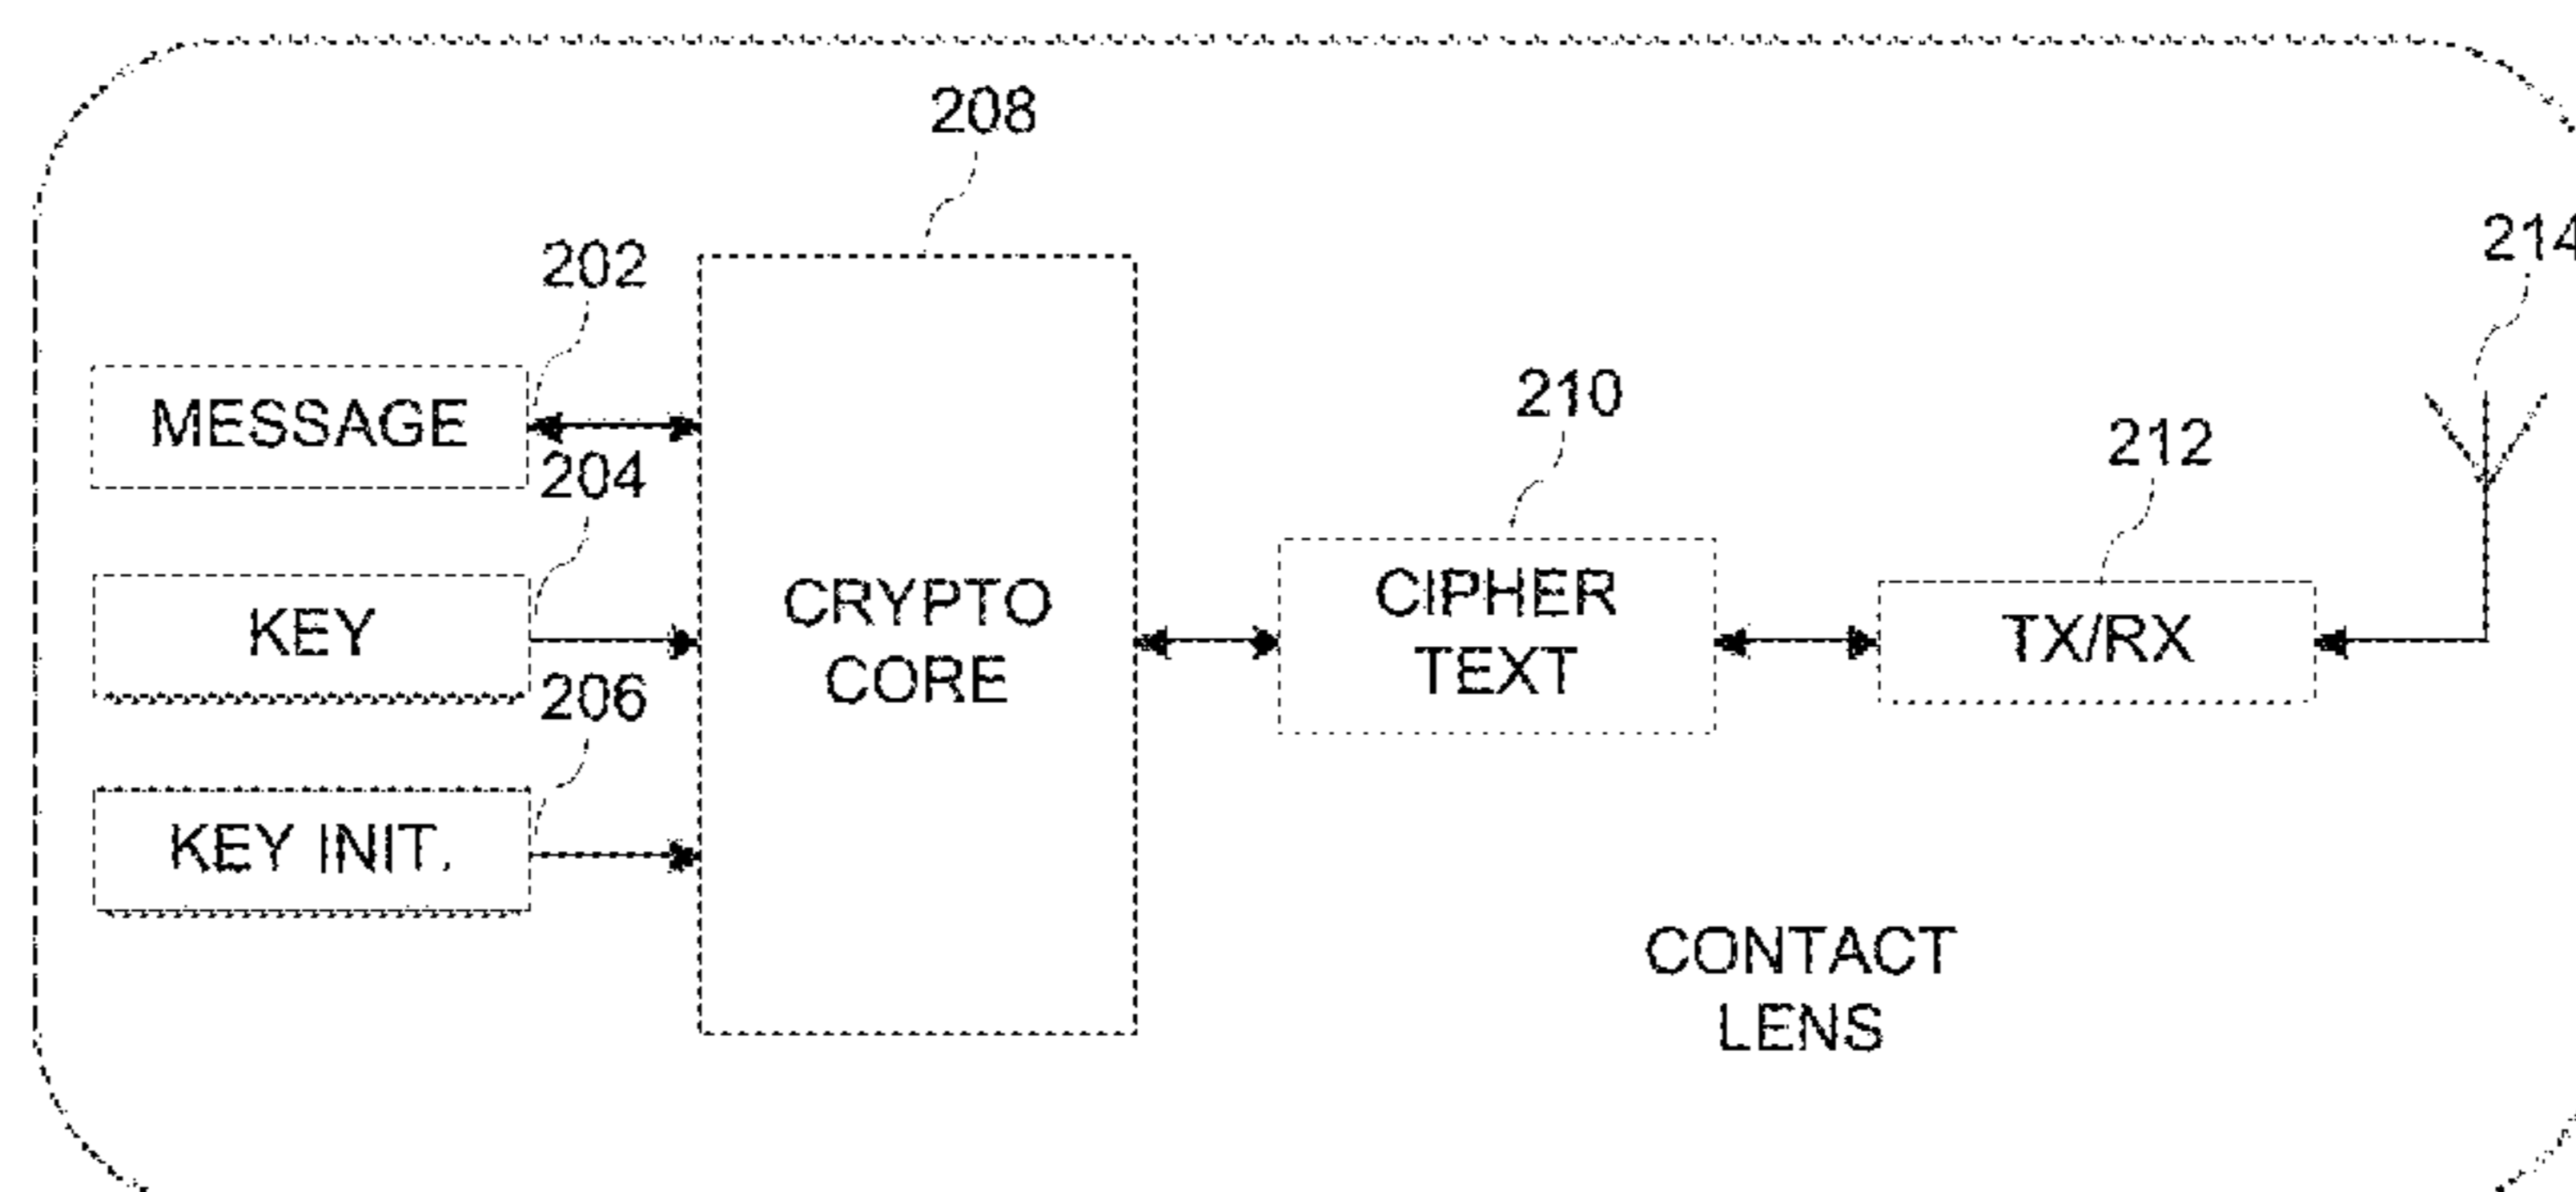 208
202
214
MESSAGE
204
210
212
KEY
CRYPTO
CORE
CIPHER
TEXT
TX/RX
206
KEY INIT.
CONTACT
LENS